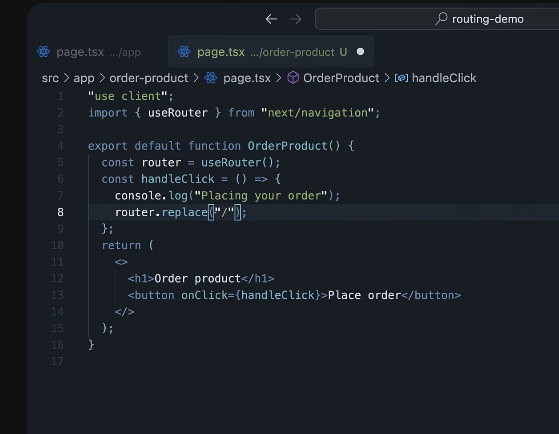 routing-demo
page.tsx .../app page.tsx .../order-product U
src > app > order-product > page.tsx > OrderProduct > handleClick
1 "use client";
2 import { useRouter } from "next/navigation";
3
4 export default function OrderProduct() {
5 const router = useRouter();
6 const handleClick = () => {
7 console.log("Placing your order");
8 router.replace("/");
9 };
10 return (
11 <>
12 <h1>Order product</h1>
13 <button onClick={handleClick}>Place order</button>
14 </>
15 );
16 }
17